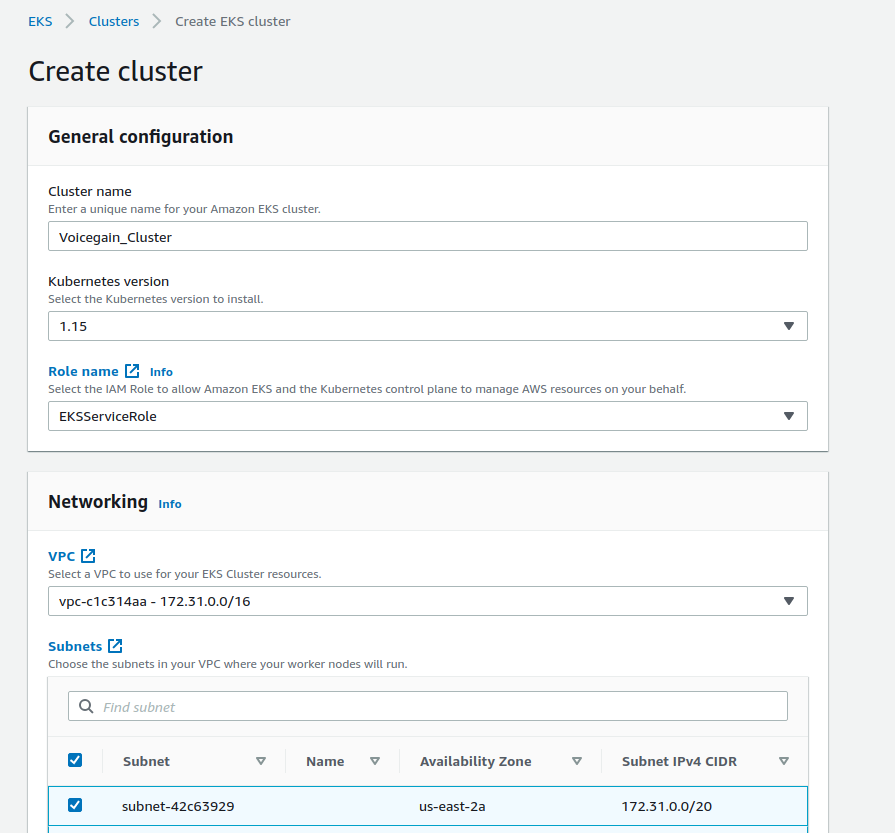 EKS Clusters Create EKS cluster
Create cluster
General configuration
Cluster name
Enter a unique name for your Amazon EKS cluster.
Voicegain_Cluster
Kubernetes version
Select the Kubernetes version to install.
1.15
Role name Info
Select the IAM Role to allow Amazon EKS and the Kubernetes control plane to manage AWS resources on your behalf.
EKSServiceRole
Networking Info
VPC
Select a VPC to use for your EKS Cluster resources.
vpc-c1c314aa - 172.31.0.0/16
Subnets
Choose the subnets in your VPC where your worker nodes will run.
Find subnet
Subnet Name Availability Zone Subnet IPv4 CIDR
subnet-42c63929 us-east-2a 172.31.0.0/20